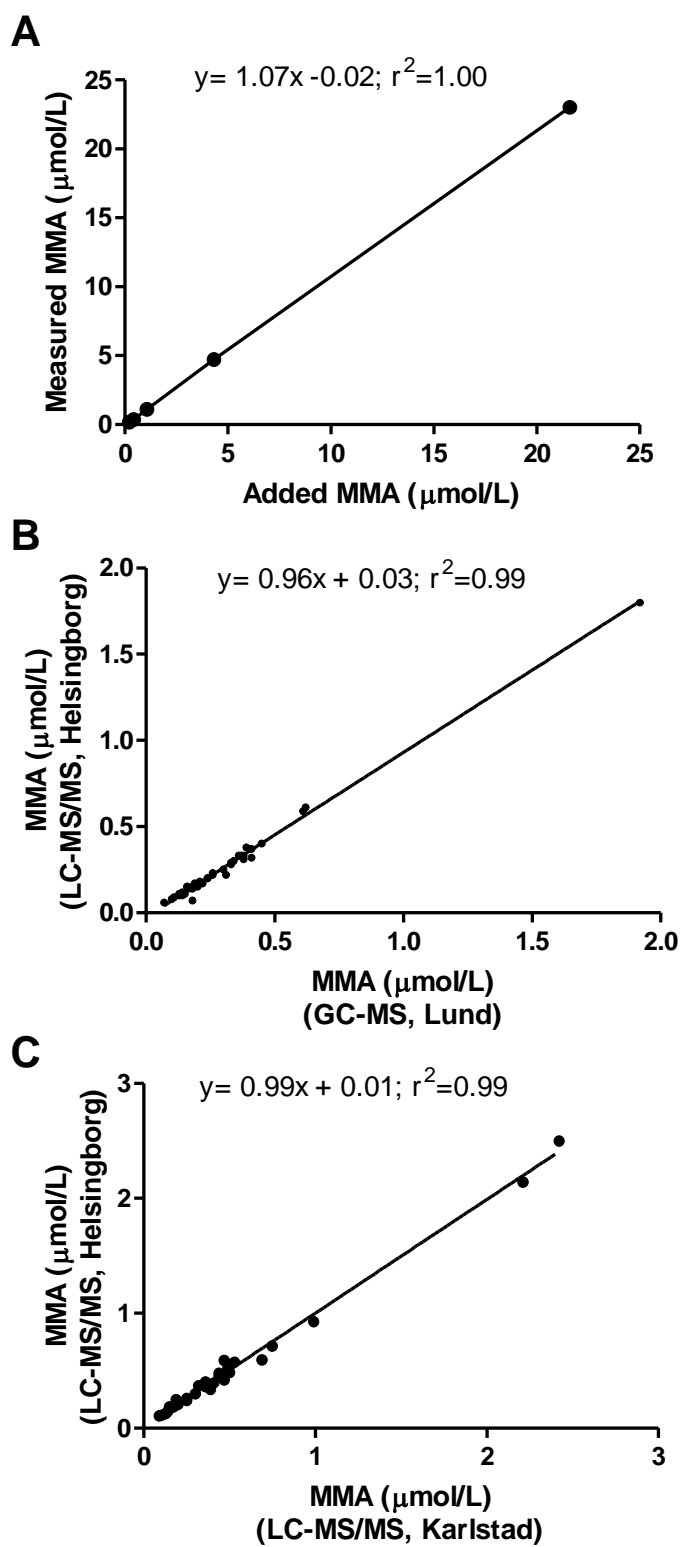 A
y= 1.07x -0.02; r²=1.00
25
20
15
10
5
0
Measured MMA (μmol/L)
0 5 10 15 20 25
Added MMA (μmol/L)
B
y= 0.96x + 0.03; r²=0.99
2.0
1.5
1.0
0.5
0.0
MMA (μmol/L)
(LC-MS/MS, Helsingborg)
0.0 0.5 1.0 1.5 2.0
MMA (μmol/L)
(GC-MS, Lund)
C
y= 0.99x + 0.01; r²=0.99
3
2
1
0
MMA (μmol/L)
(LC-MS/MS, Helsingborg)
0 1 2 3
MMA (μmol/L)
(LC-MS/MS, Karlstad)